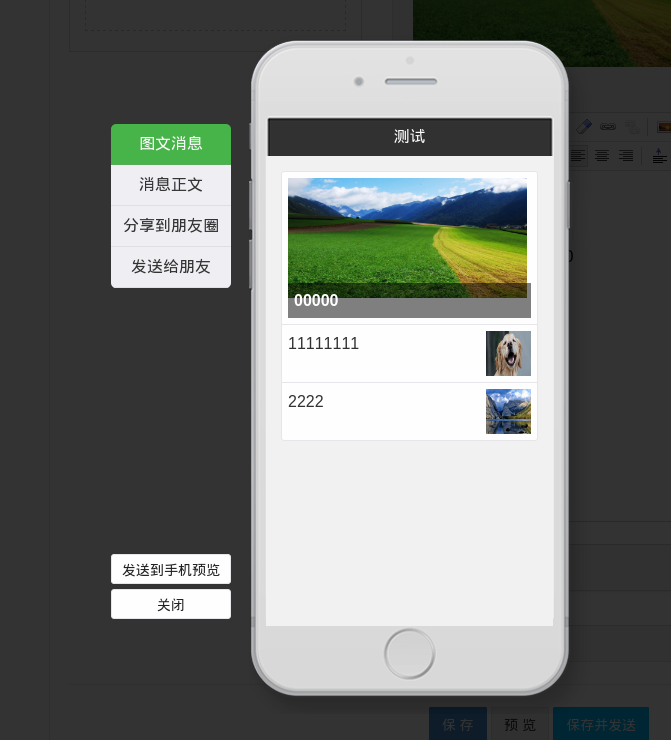 图文消息
消息正文
分享到朋友圈
发送给朋友
测试
00000
11111111
2222
发送到手机预览
关闭
保 存
预 览
保存并发送